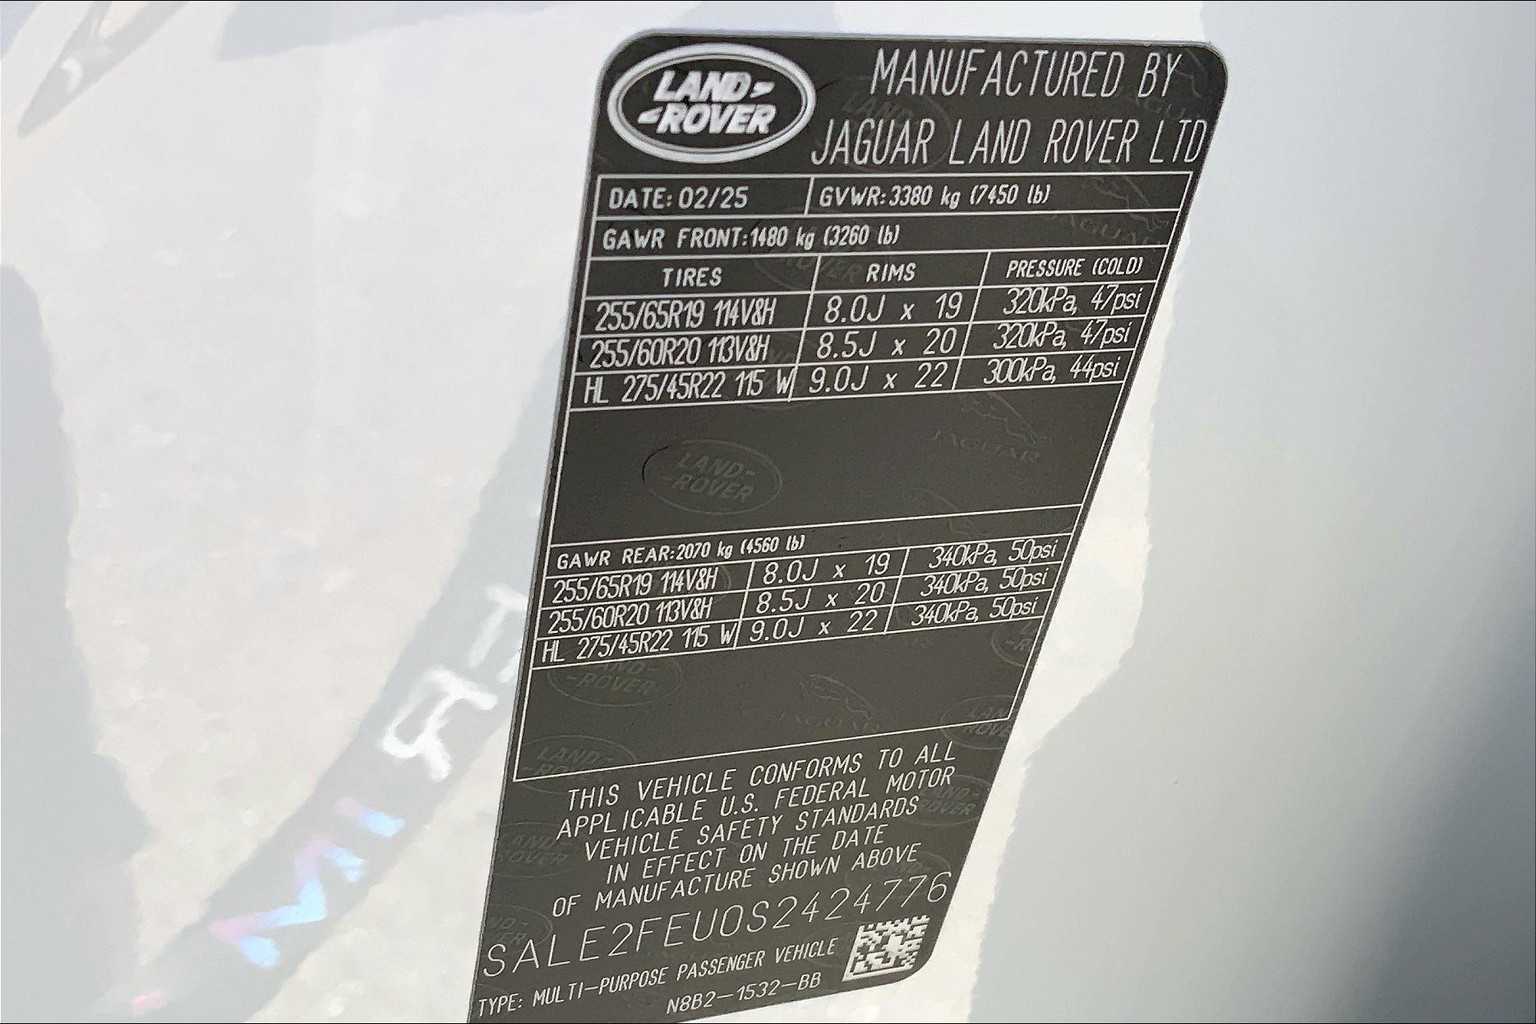 LAND-
-ROVER
MANUFACTURED BY
JAGUAR LAND ROVER LTD
DATE: 02/25 GVWR: 3380 kg (7450 lb)
GAWR FRONT: 1480 kg (3260 lb)
TIRES RIMS PRESSURE (COLD)
255/65R19 114V&H 8.0J x 19 320kPa, 47psi
255/60R20 113V&H 8.5J x 20 320kPa, 47psi
HL 275/45R22 115 W 9.0J x 22 300kPa, 44psi
LAND-
-ROVER
JAGUAR
GAWR REAR: 2070 kg (4560 lb)
255/65R19 114V&H 8.0J x 19 340kPa, 50psi
255/60R20 113V&H 8.5J x 20 340kPa, 50psi
HL 275/45R22 115 W 9.0J x 22 340kPa, 50psi
THIS VEHICLE CONFORMS TO ALL
APPLICABLE U.S. FEDERAL MOTOR
VEHICLE SAFETY STANDARDS
IN EFFECT ON THE DATE
OF MANUFACTURE SHOWN ABOVE
SALE2FEU0S2424776
TYPE: MULTI-PURPOSE PASSENGER VEHICLE
N8B2-1532-BB